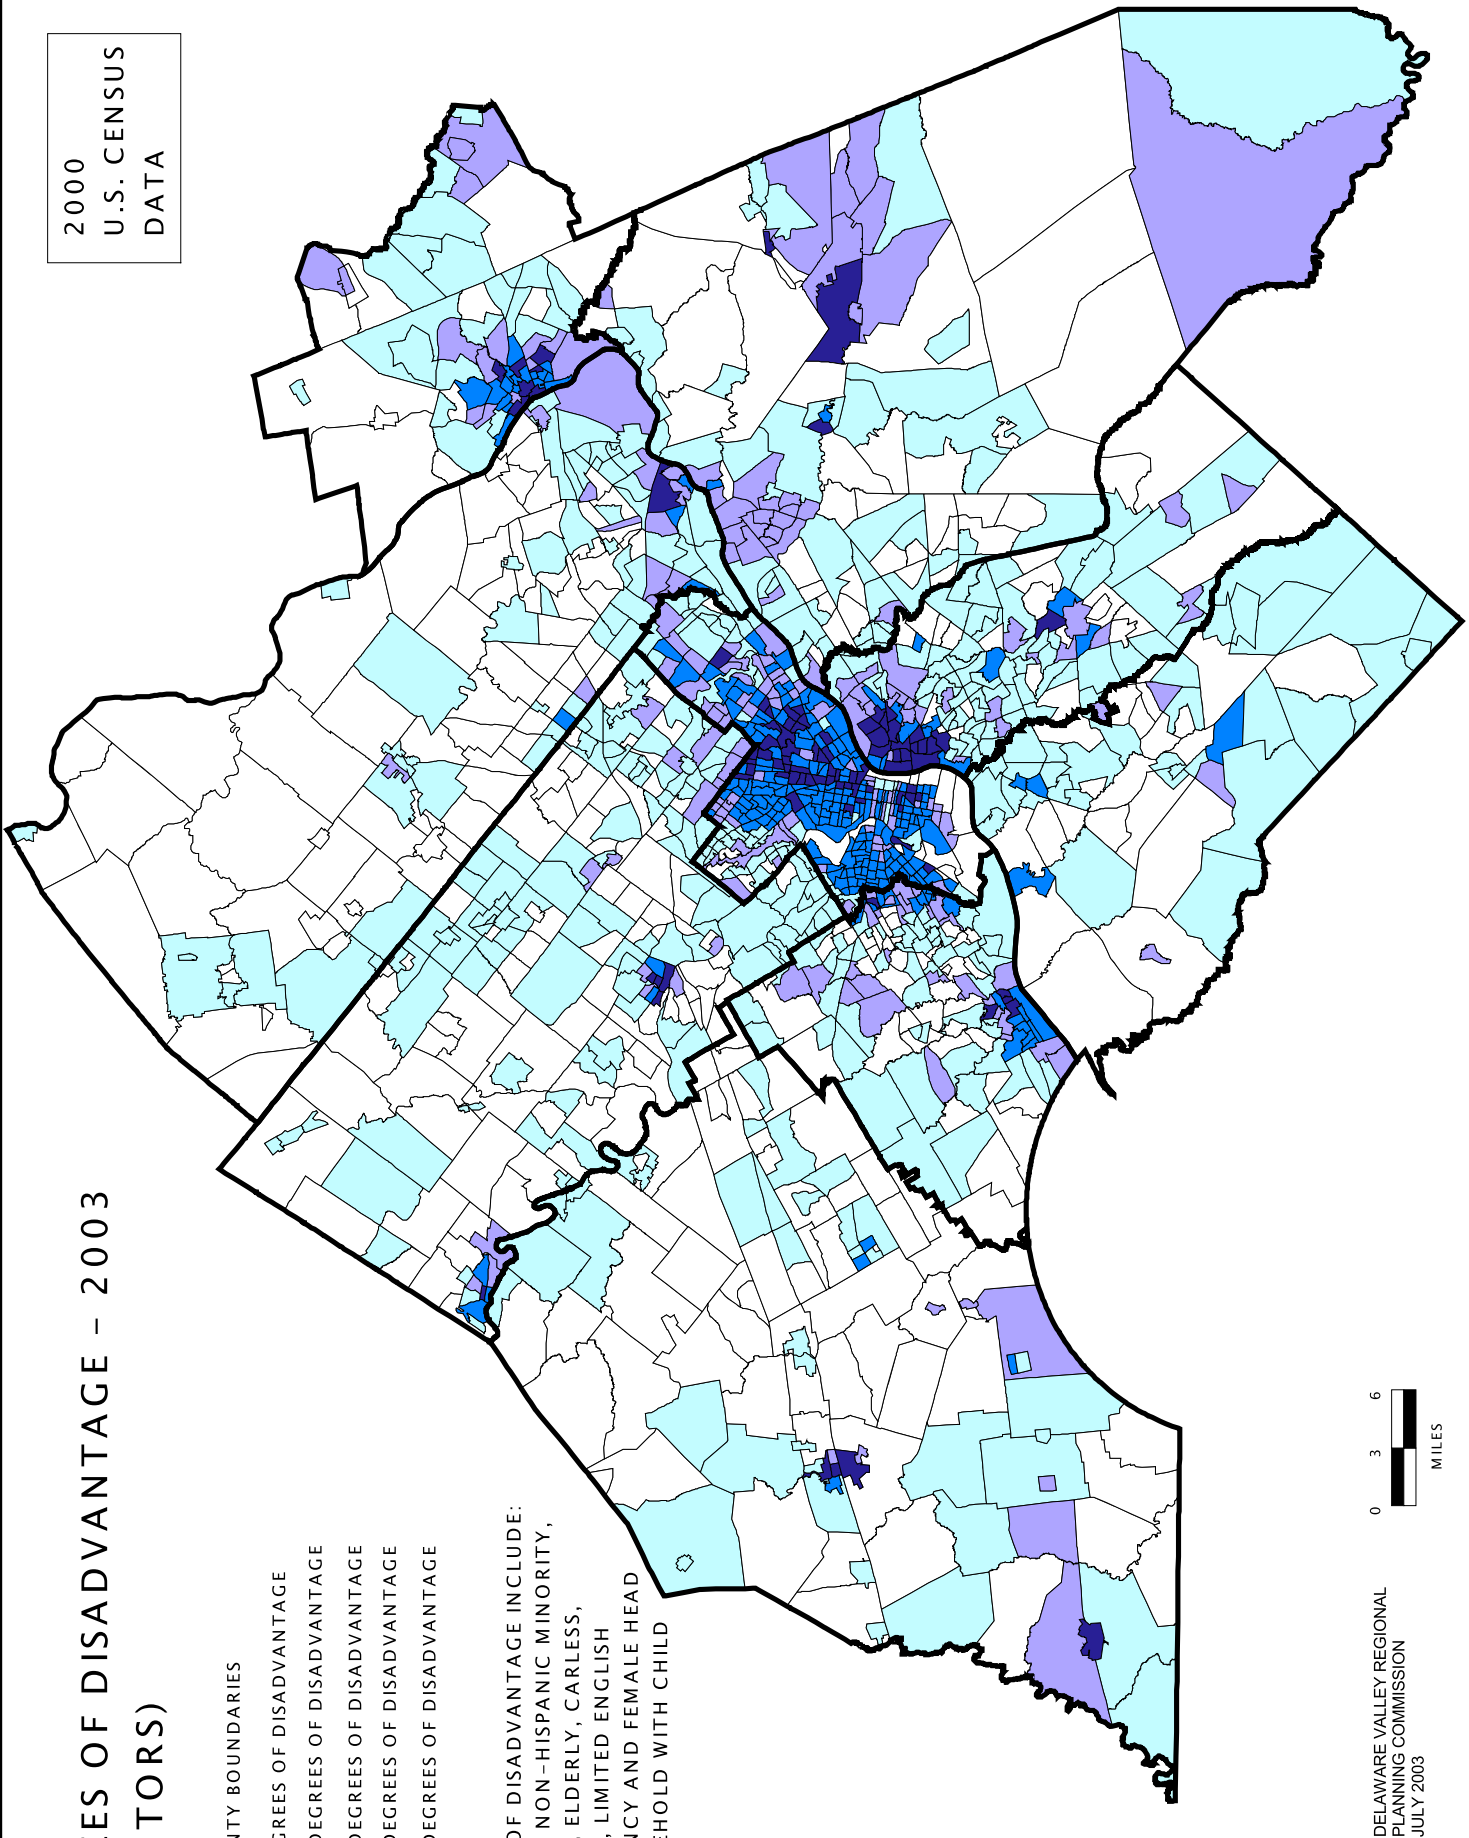 EES OF DISADVANTAGE – 2003
TORS)
2000
U.S. CENSUS
DATA
NTY BOUNDARIES
GREES OF DISADVANTAGE
DEGREES OF DISADVANTAGE
DEGREES OF DISADVANTAGE
DEGREES OF DISADVANTAGE
DEGREES OF DISADVANTAGE
OF DISADVANTAGE INCLUDE:
NON-HISPANIC MINORITY,
, ELDERLY, CARLESS,
, LIMITED ENGLISH
NCY AND FEMALE HEAD
EHOLD WITH CHILD
0 3 6
MILES
DELAWARE VALLEY REGIONAL
PLANNING COMMISSION
JULY 2003